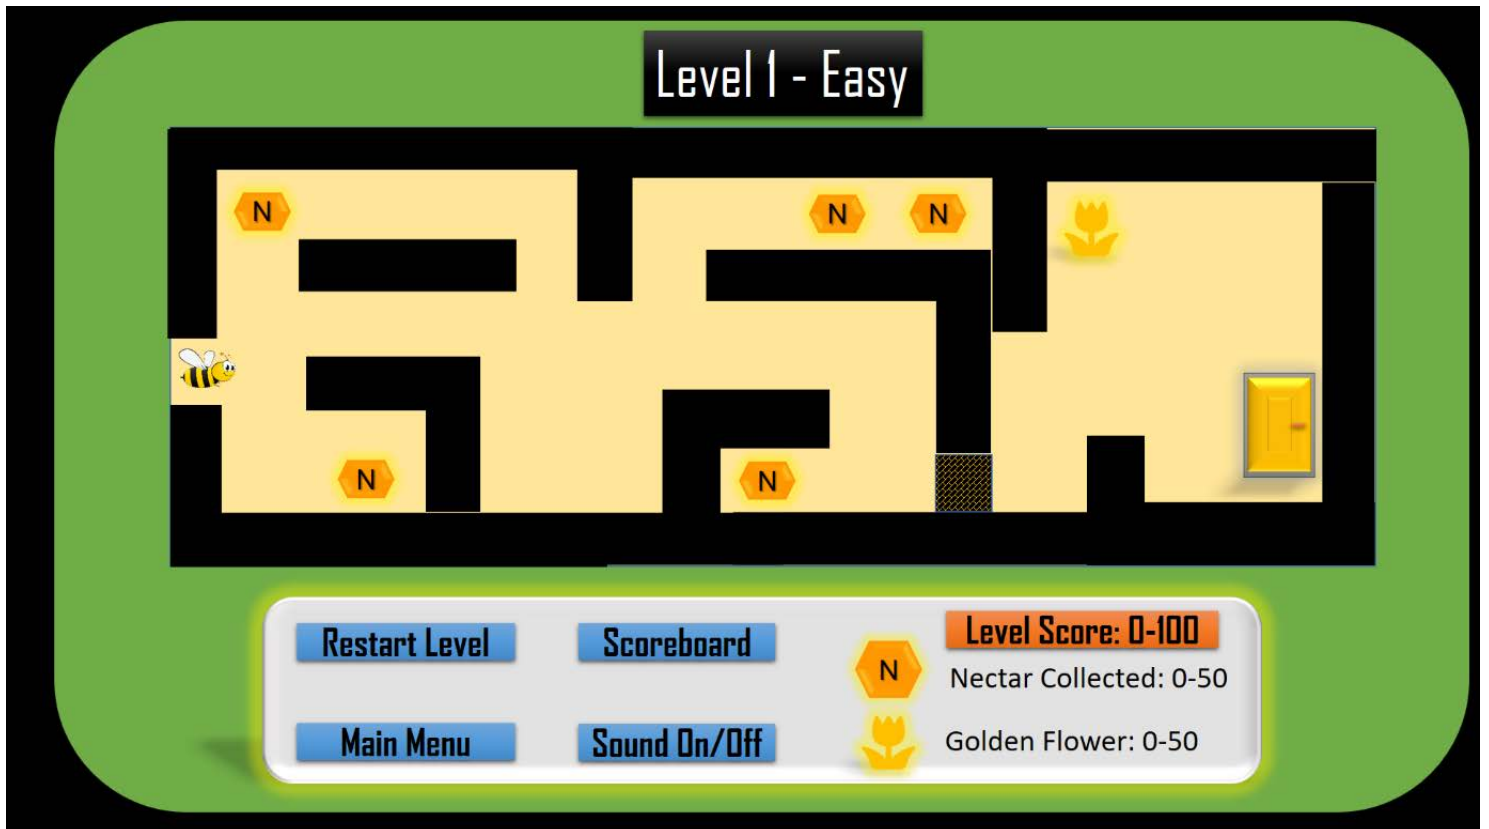 Level 1 - Easy
N
N
N
N
N
Restart Level
Scoreboard
Level Score: 0-100
N
Nectar Collected: 0-50
Main Menu
Sound On/Off
Golden Flower: 0-50